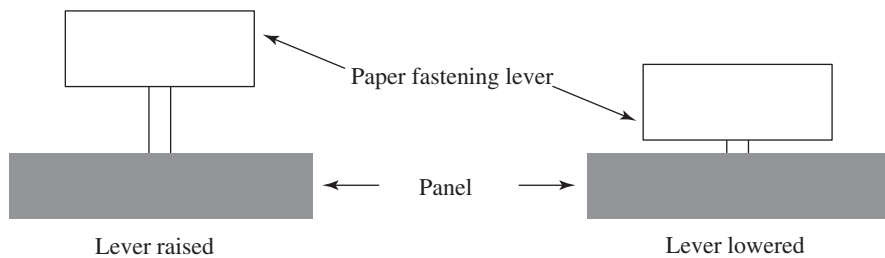 Paper fastening lever
Panel
Lever raised
Lever lowered